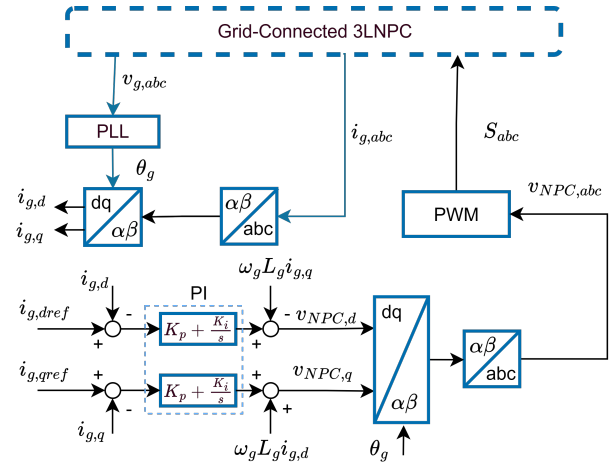 Grid-Connected 3LNPC
v_{g,abc}
i_{g,abc}
S_{abc}
PLL
θ_g
v_{NPC,abc}
i_{g,d}
i_{g,q}
dq
αβ
αβ
abc
PWM
i_{g,d}
ω_g L_g i_{g,q}
PI
i_{g,dref}
-
+
K_p + \frac{K_i}{s}
-
+
v_{NPC,d}
dq
αβ
αβ
abc
i_{g,qref}
+
-
K_p + \frac{K_i}{s}
+
+
v_{NPC,q}
i_{g,q}
ω_g L_g i_{g,d}
θ_g